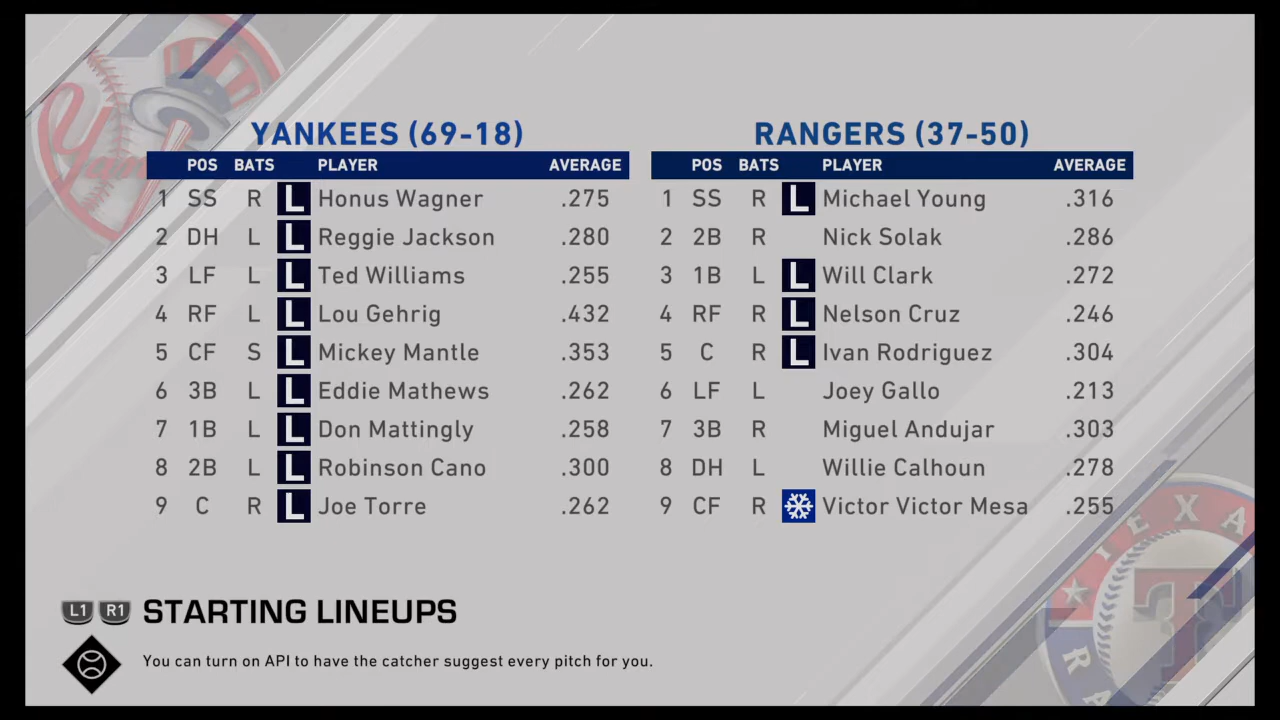 YANKEES (69-18)
POS BATS PLAYER AVERAGE
1 SS R L Honus Wagner .275
2 DH L L Reggie Jackson .280
3 LF L L Ted Williams .255
4 RF L L Lou Gehrig .432
5 CF S L Mickey Mantle .353
6 3B L L Eddie Mathews .262
7 1B L L Don Mattingly .258
8 2B L L Robinson Cano .300
9 C R L Joe Torre .262
RANGERS (37-50)
POS BATS PLAYER AVERAGE
1 SS R L Michael Young .316
2 2B R Nick Solak .286
3 1B L L Will Clark .272
4 RF R L Nelson Cruz .246
5 C R L Ivan Rodriguez .304
6 LF L Joey Gallo .213
7 3B R Miguel Andujar .303
8 DH L Willie Calhoun .278
9 CF R Victor Victor Mesa .255
L1 R1 STARTING LINEUPS
You can turn on API to have the catcher suggest every pitch for you.
TEXA
T
RA